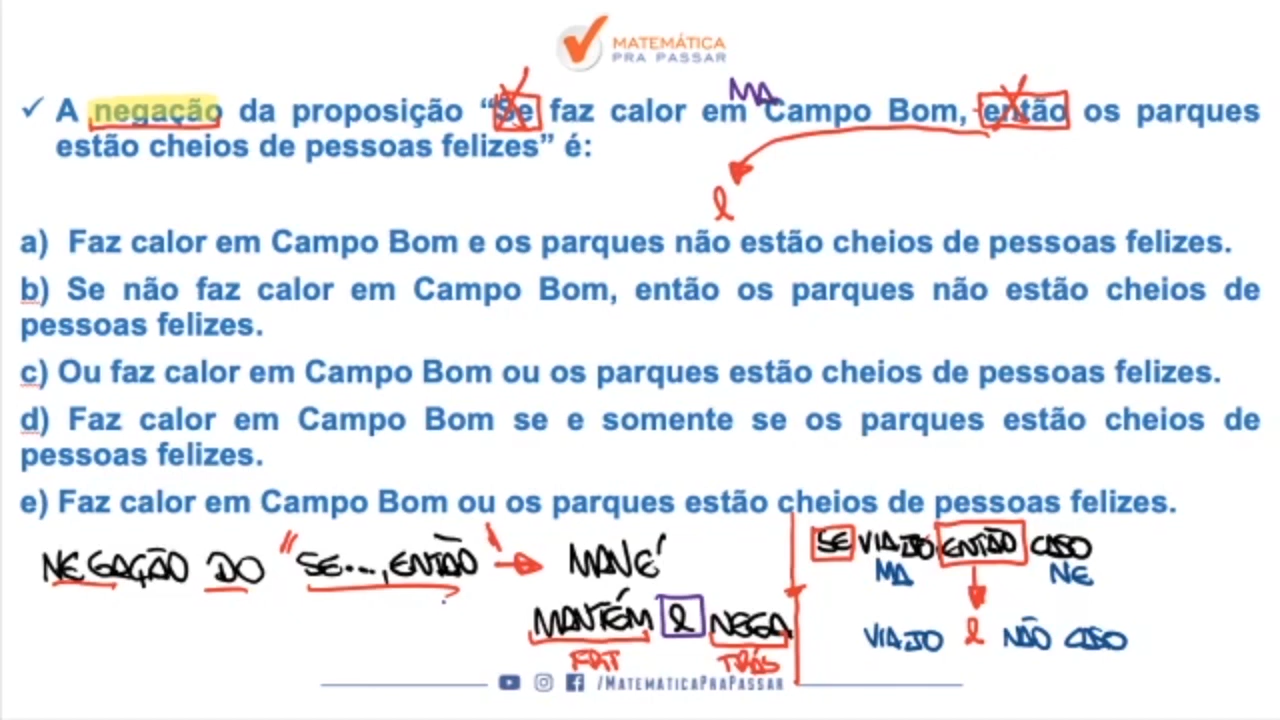 MATEMÁTICA
PRA PASSAR
MA
✓ A negação da proposição “Se faz calor em Campo Bom, então os parques
estão cheios de pessoas felizes” é:
e
a) Faz calor em Campo Bom e os parques não estão cheios de pessoas felizes.
b) Se não faz calor em Campo Bom, então os parques não estão cheios de
pessoas felizes.
c) Ou faz calor em Campo Bom ou os parques estão cheios de pessoas felizes.
d) Faz calor em Campo Bom se e somente se os parques estão cheios de
pessoas felizes.
e) Faz calor em Campo Bom ou os parques estão cheios de pessoas felizes.
NEGAÇÃO DO "SE..., ENTÃO" → MANÉ
MANTÉM e NEGA
FRT TRÁS
SE VIAJO ENTÃO CASO
MA NE
VIAJO e NÃO CASO
/MATEMATICAPRAPASSAR